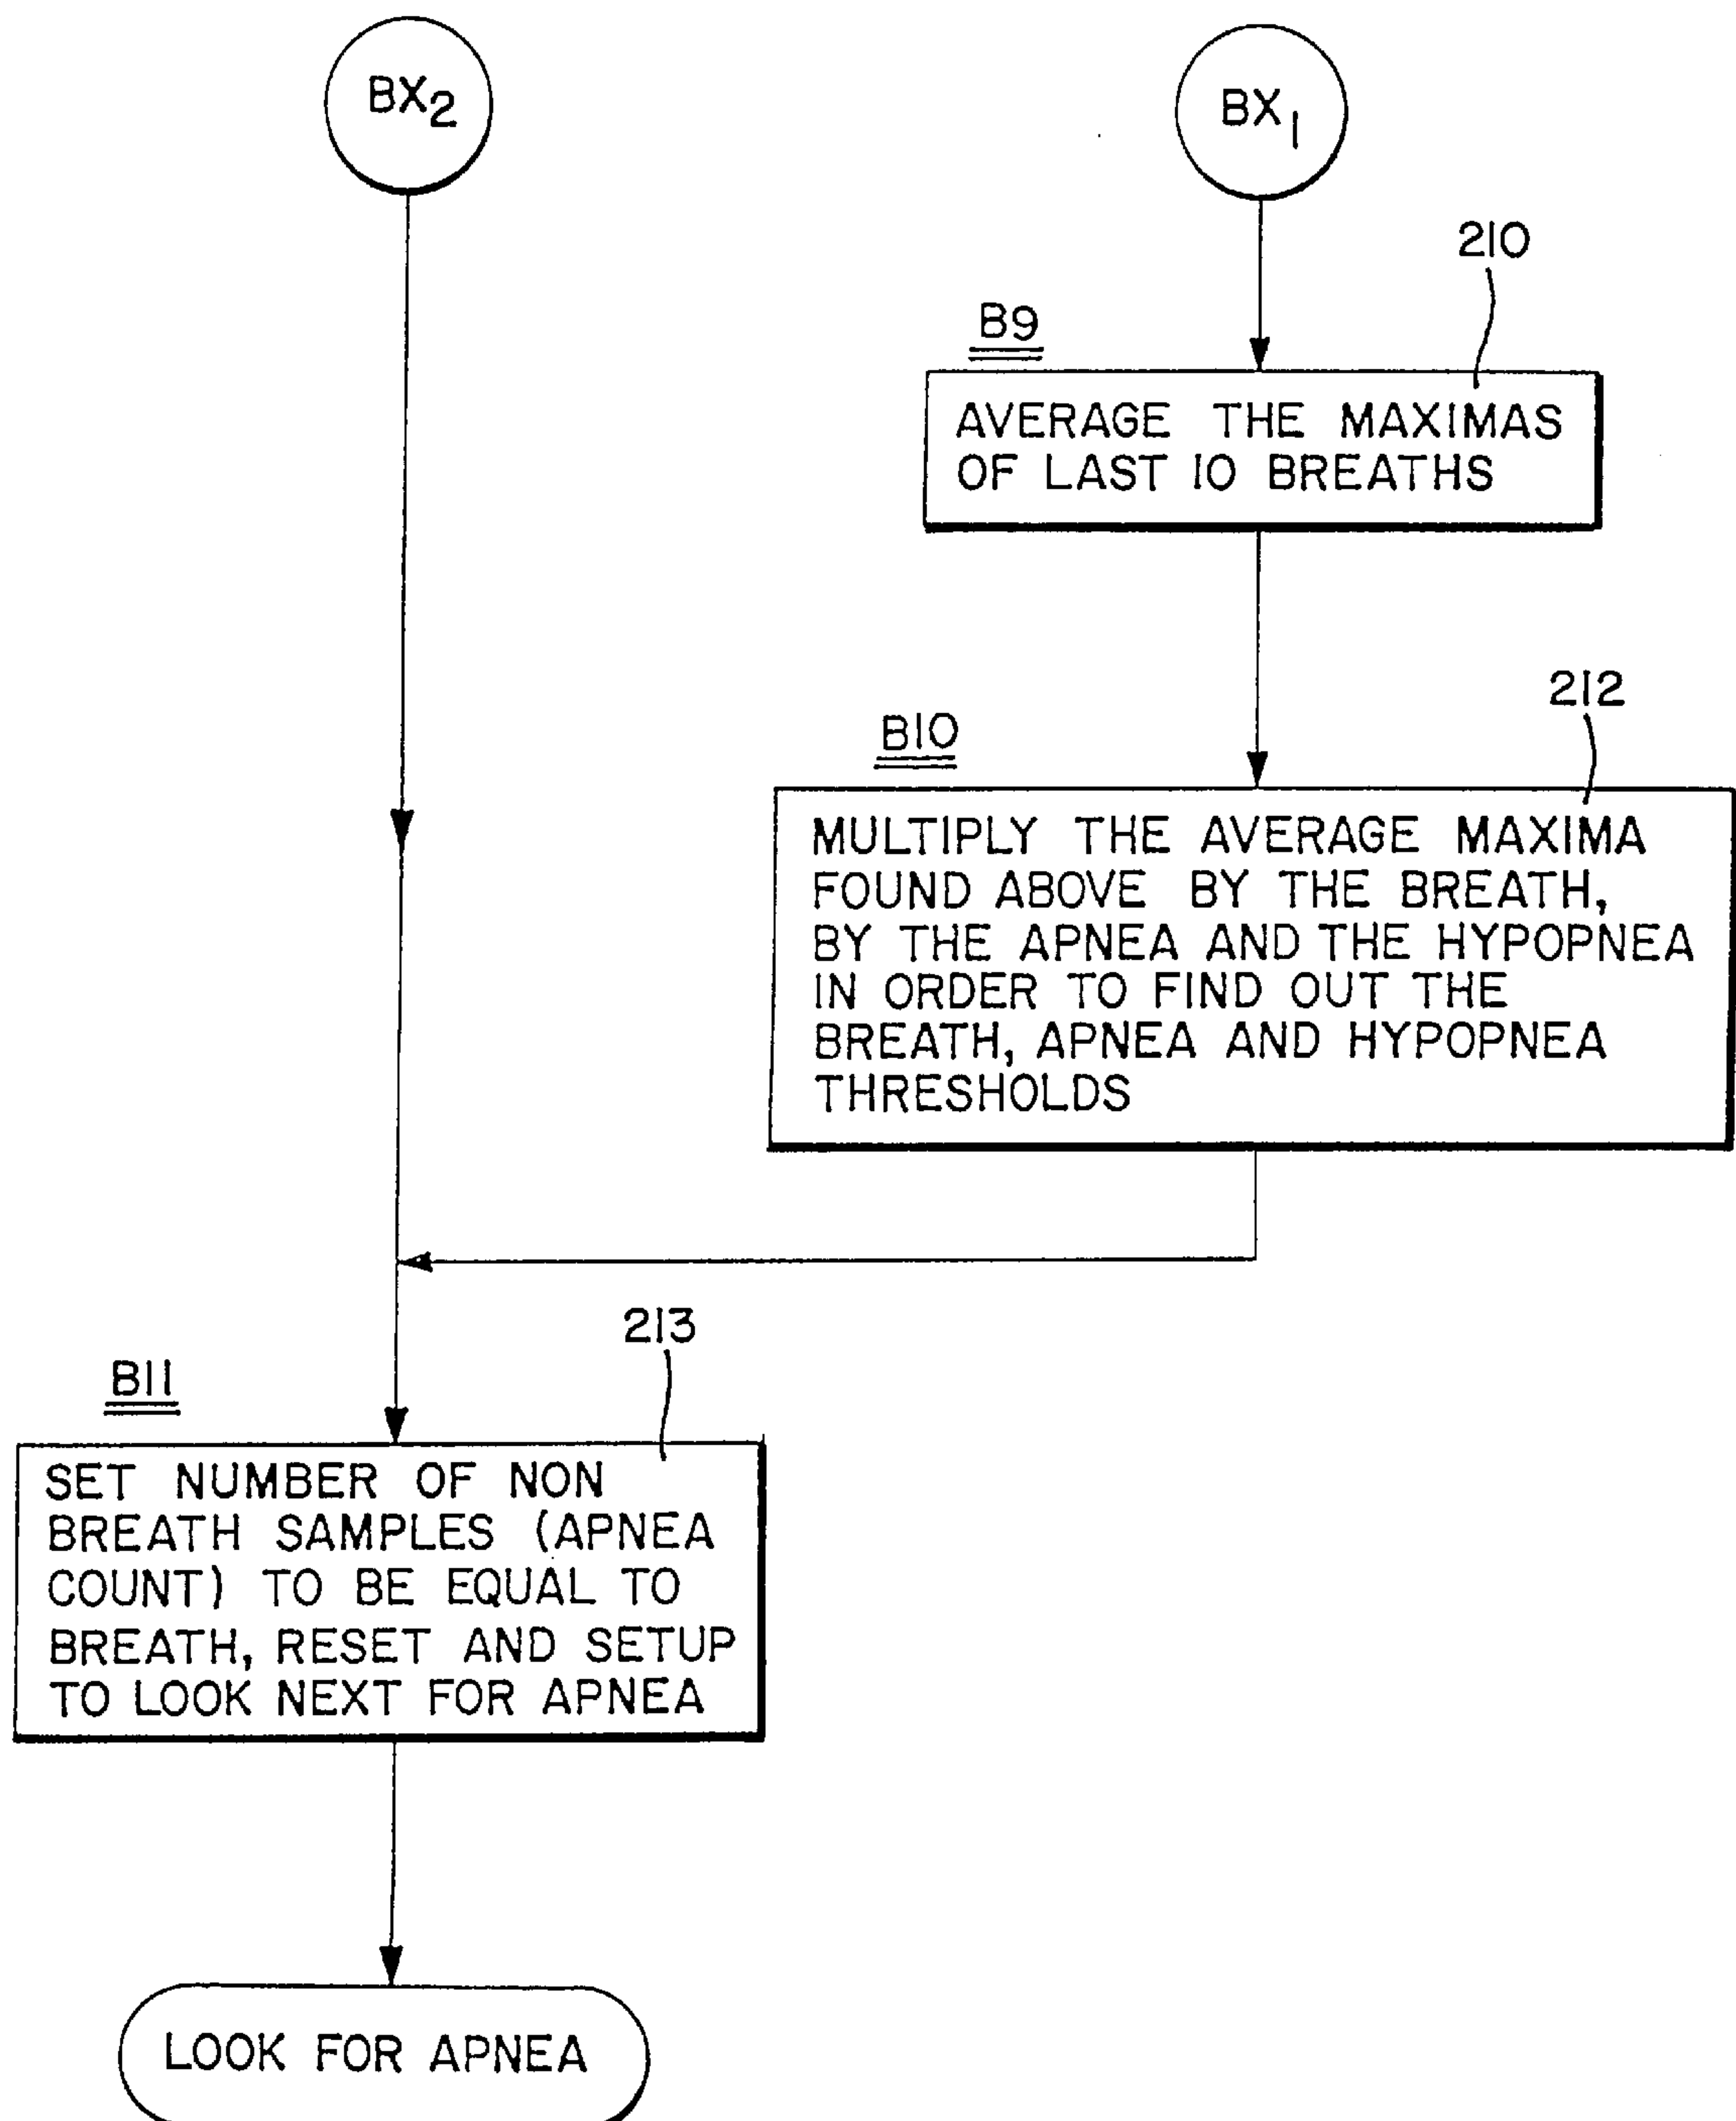 BX2
BX1
210
B9
AVERAGE THE MAXIMAS
OF LAST 10 BREATHS
212
B10
MULTIPLY THE AVERAGE MAXIMA
FOUND ABOVE BY THE BREATH,
BY THE APNEA AND THE HYPOPNEA
IN ORDER TO FIND OUT THE
BREATH, APNEA AND HYPOPNEA
THRESHOLDS
213
B11
SET NUMBER OF NON
BREATH SAMPLES (APNEA
COUNT) TO BE EQUAL TO
BREATH, RESET AND SETUP
TO LOOK NEXT FOR APNEA
LOOK FOR APNEA